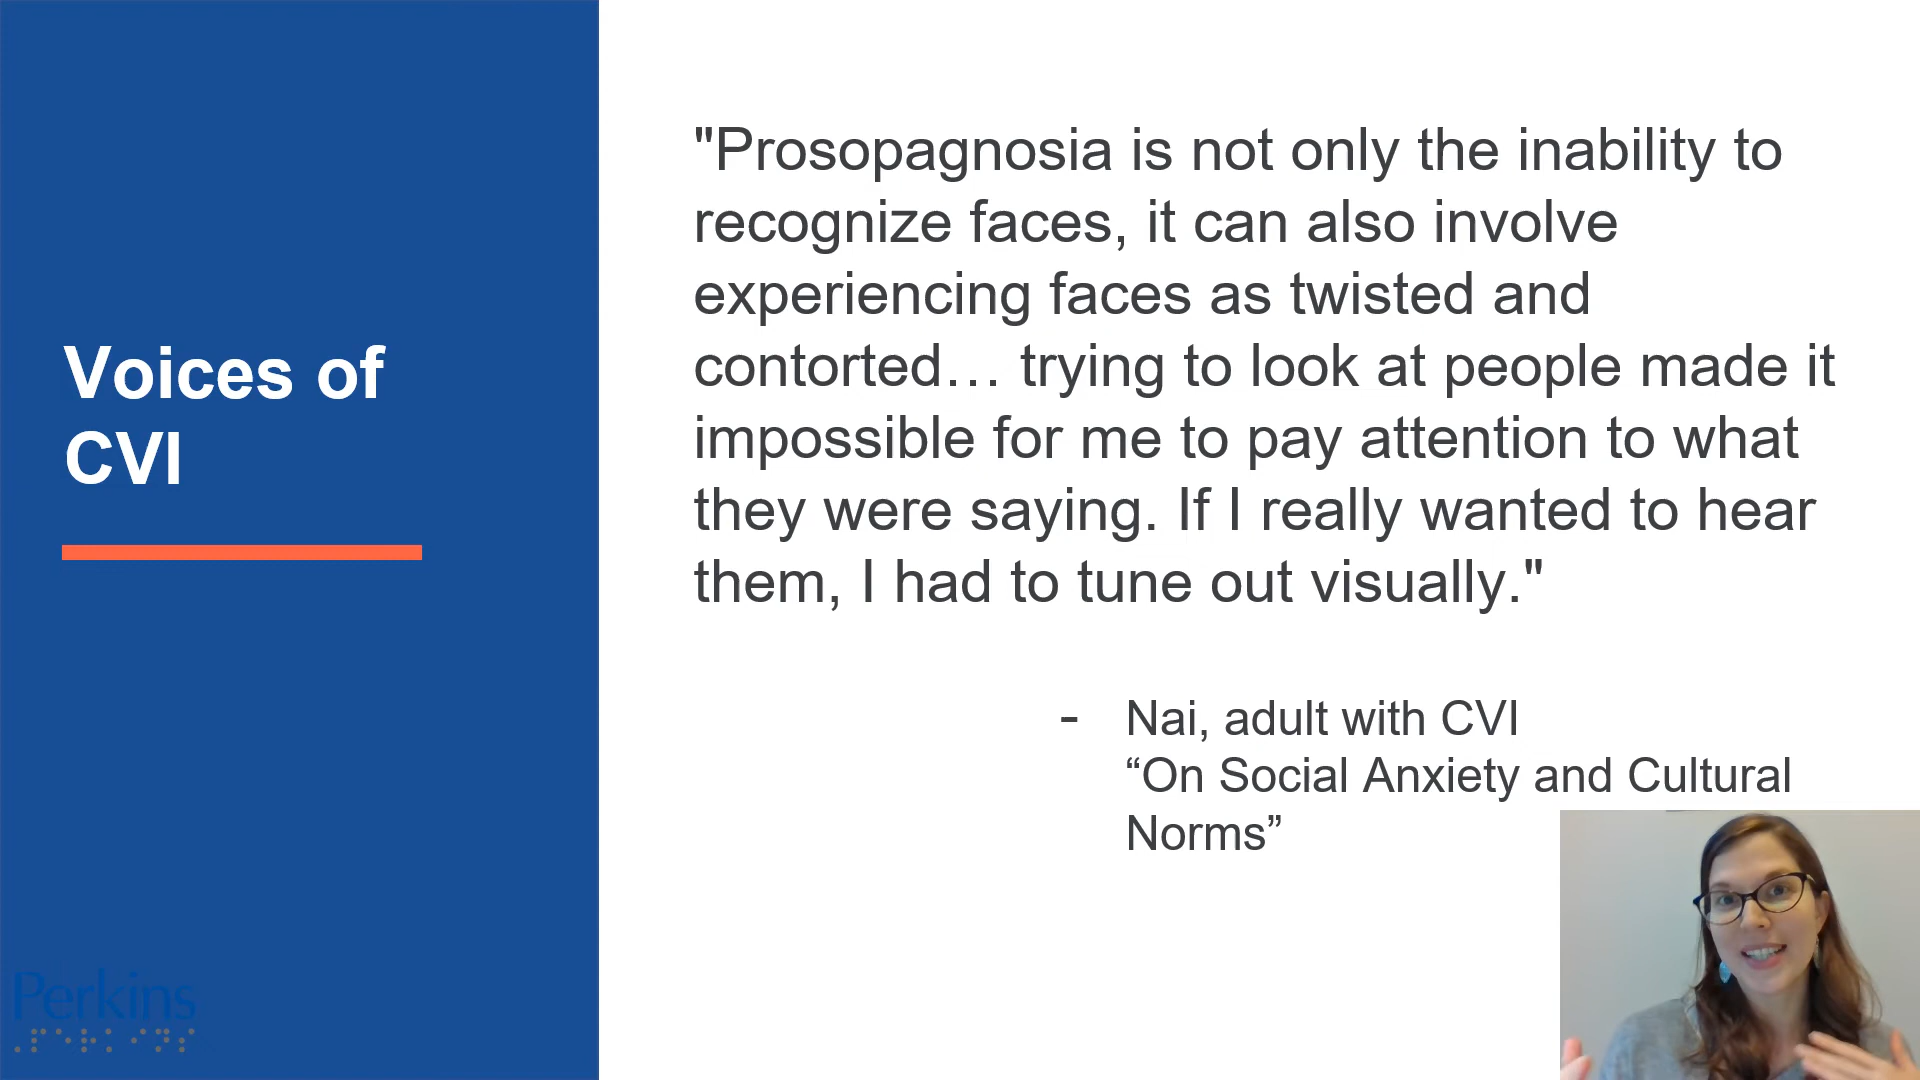 Voices of
CVI
"Prosopagnosia is not only the inability to
recognize faces, it can also involve
experiencing faces as twisted and
contorted… trying to look at people made it
impossible for me to pay attention to what
they were saying. If I really wanted to hear
them, I had to tune out visually."
- Nai, adult with CVI
“On Social Anxiety and Cultural
Norms”
Perkins
⠠⠏⠑⠗⠅⠊⠝⠎